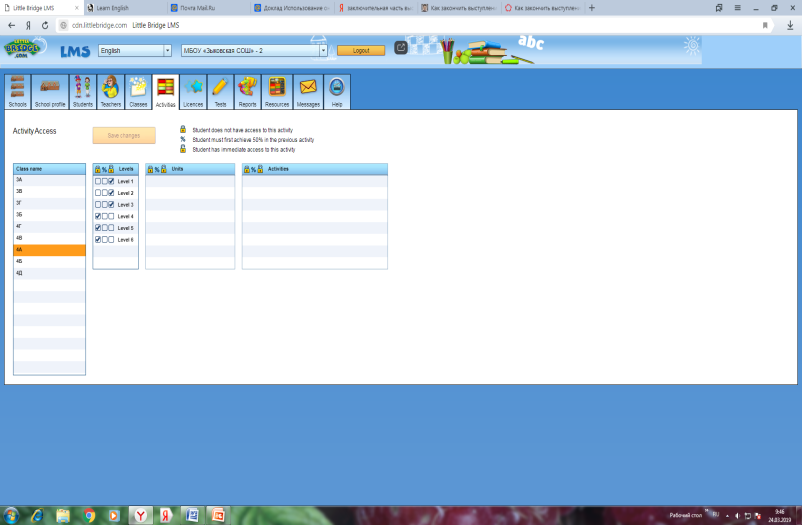 Little Bridge LMS
Learn English
Почта Mail.Ru
Доклад Использование си
заключительная часть вы
Как закончить выступлен
Как закончить выступлен
cdn.littlebridge.com Little Bridge LMS
LITTLE BRIDGE .COM
LMS
English
МБОУ «Зыковская СОШ» - 2
Logout
abc
Schools
School profile
Students
Teachers
Classes
Activities
Licences
Tests
Reports
Resources
Messages
Help
Activity Access
Save changes
Student does not have access to this activity
% Student must first achieve 50% in the previous activity
Student has immediate access to this activity
Class name
3А
3В
3Г
3Б
4Г
4В
4А
4Б
4Д
% Levels
Level 1
Level 2
Level 3
Level 4
Level 5
Level 6
% Units
% Activities
Рабочий стол
RU
9:46
24.03.2019